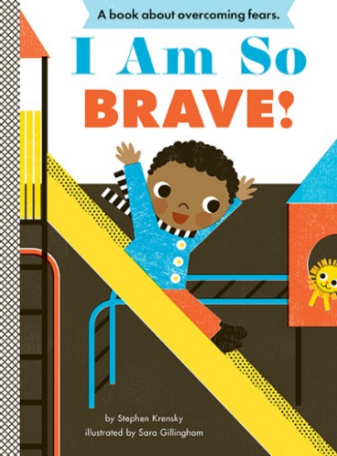 A book about overcoming fears.
I Am So
BRAVE!
by Stephen Krensky
illustrated by Sara Gillingham